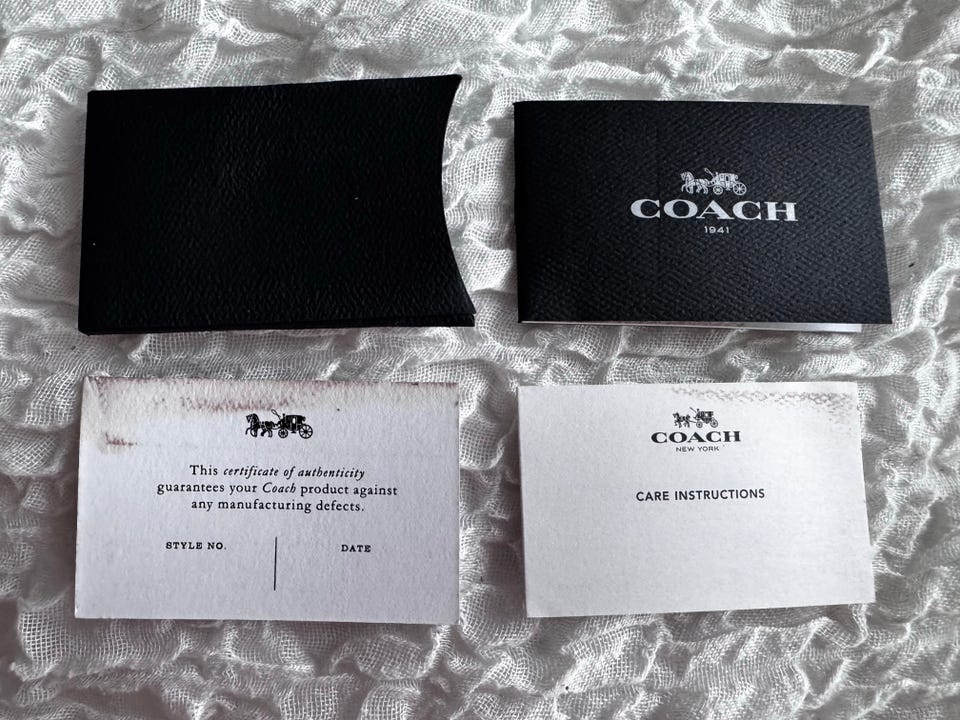 COACH
1941
This certificate of authenticity
guarantees your Coach product against
any manufacturing defects.
STYLE NO.
DATE
COACH
NEW YORK
CARE INSTRUCTIONS